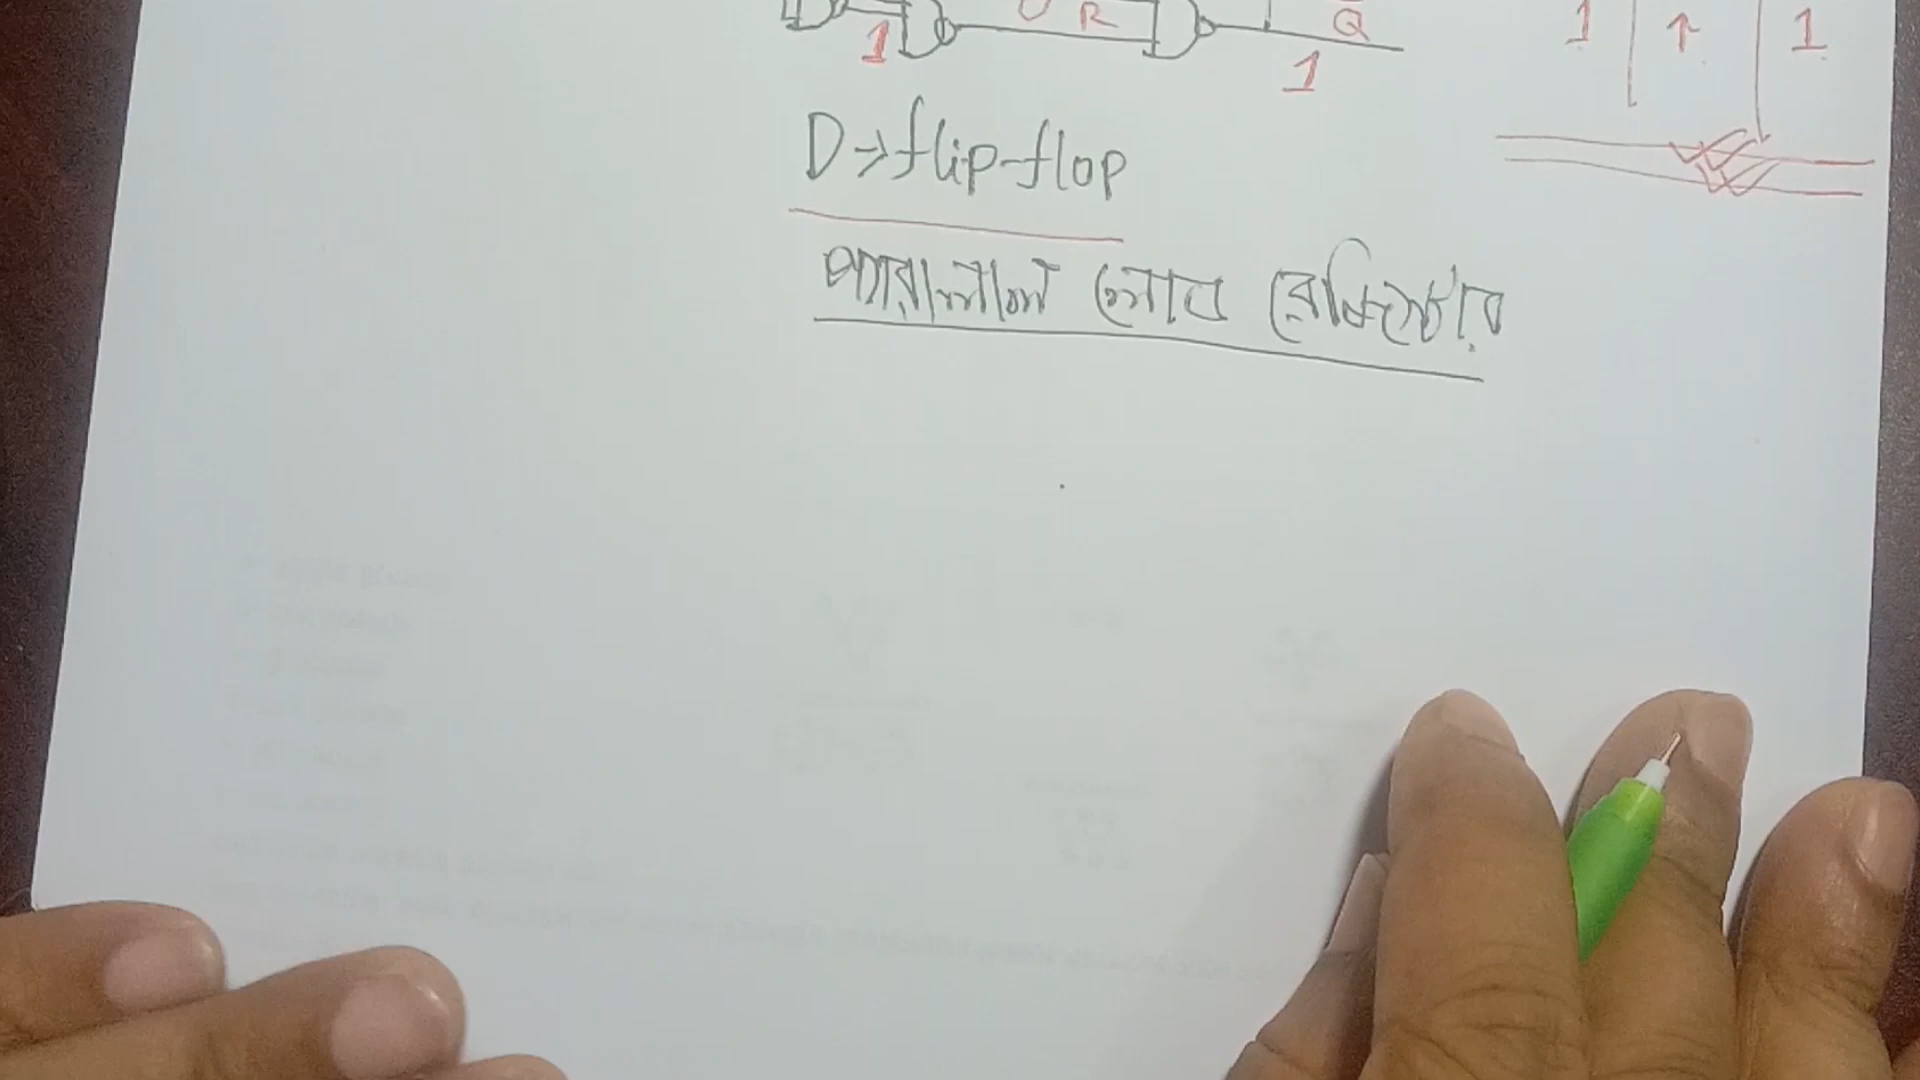 1 R Q 1 1 ↑ 1
D→flip-flop
প্যারালাল লোব রেজিস্টার